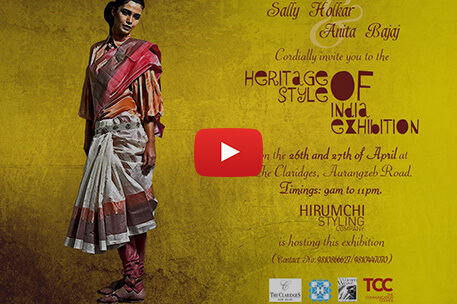 Sally Holkar
& Anita Bajaj
Cordially invite you to the
HERITAGE
STYLE OF
India
EXHIBITION
on the 26th and 27th of April at
The Claridges, Aurangzeb Road.
Timings: 9am to 11pm.
HIRUMCHI
STYLING
COMPANY
is hosting this exhibition
THE CLARIDGES
TCC